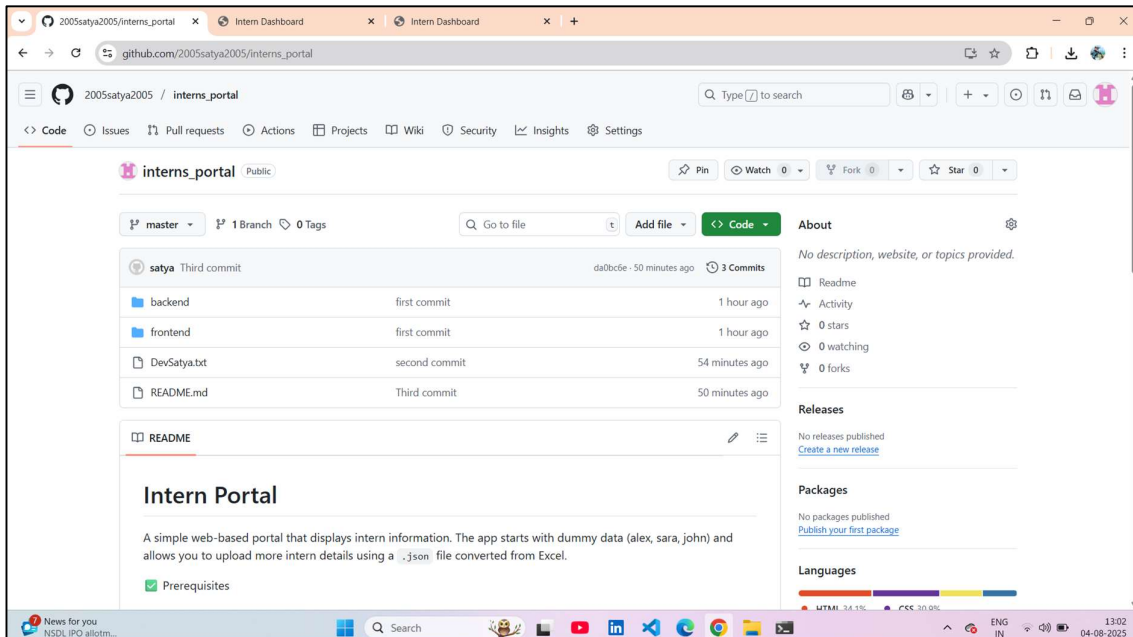 2005satya2005/interns_portal
Intern Dashboard
Intern Dashboard
github.com/2005satya2005/interns_portal
2005satya2005 / interns_portal
Type / to search
Code
Issues
Pull requests
Actions
Projects
Wiki
Security
Insights
Settings
interns_portal Public
Pin
Watch 0
Fork 0
Star 0
master
1 Branch
0 Tags
Go to file t
Add file
Code
satya Third commit
da0bc6e · 50 minutes ago
3 Commits
backend first commit 1 hour ago
frontend first commit 1 hour ago
DevSatya.txt second commit 54 minutes ago
README.md Third commit 50 minutes ago
README
Intern Portal
A simple web-based portal that displays intern information. The app starts with dummy data (alex, sara, john) and
allows you to upload more intern details using a .json file converted from Excel.
Prerequisites
About
No description, website, or topics provided.
Readme
Activity
0 stars
0 watching
0 forks
Releases
No releases published
Create a new release
Packages
No packages published
Publish your first package
Languages
HTML 34.1% CSS 30.9%
7
News for you
NSDL IPO allotm...
Search
ENG
IN
13:02
04-08-2025